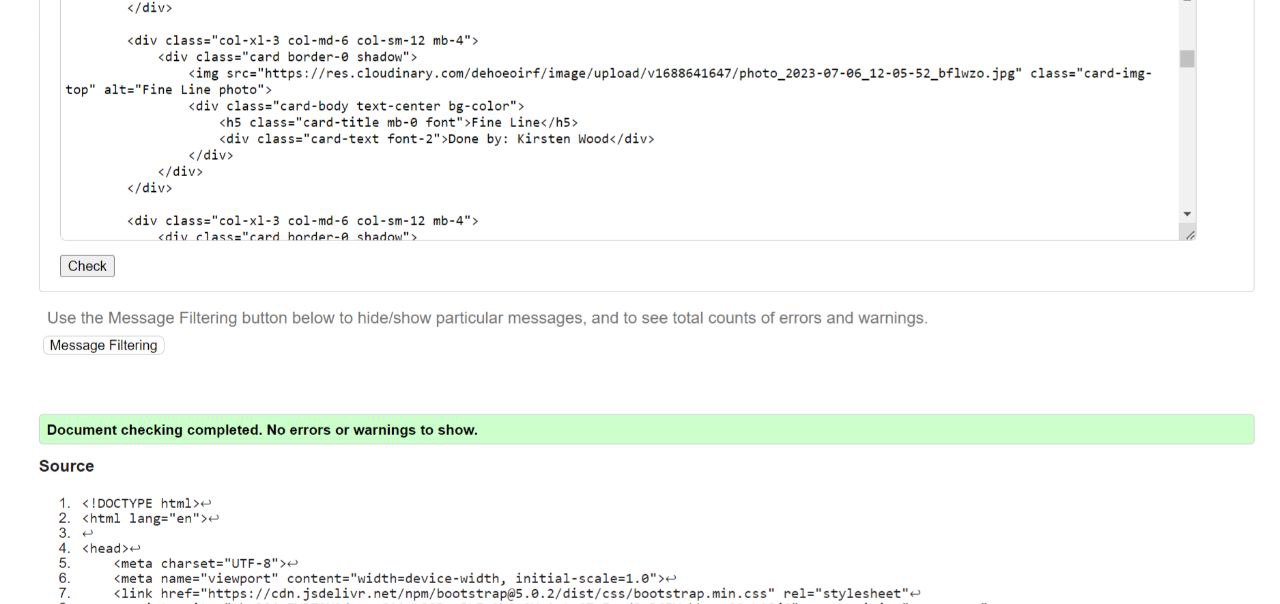 </div>
<div class="col-xl-3 col-md-6 col-sm-12 mb-4">
<div class="card border-0 shadow">
<img src="https://res.cloudinary.com/dehoeoirf/image/upload/v1688641647/photo_2023-07-06_12-05-52_bflwzo.jpg" class="card-img-
top" alt="Fine Line photo">
<div class="card-body text-center bg-color">
<h5 class="card-title mb-0 font">Fine Line</h5>
<div class="card-text font-2">Done by: Kirsten Wood</div>
</div>
</div>
</div>
<div class="col-xl-3 col-md-6 col-sm-12 mb-4">
<div class="card border-0 shadow">
Check
Use the Message Filtering button below to hide/show particular messages, and to see total counts of errors and warnings.
Message Filtering
Document checking completed. No errors or warnings to show.
Source
1. <!DOCTYPE html>↩
2. <html lang="en">↩
3. ↩
4. <head>↩
5. <meta charset="UTF-8">↩
6. <meta name="viewport" content="width=device-width, initial-scale=1.0">↩
7. <link href="https://cdn.jsdelivr.net/npm/bootstrap@5.0.2/dist/css/bootstrap.min.css" rel="stylesheet"↩